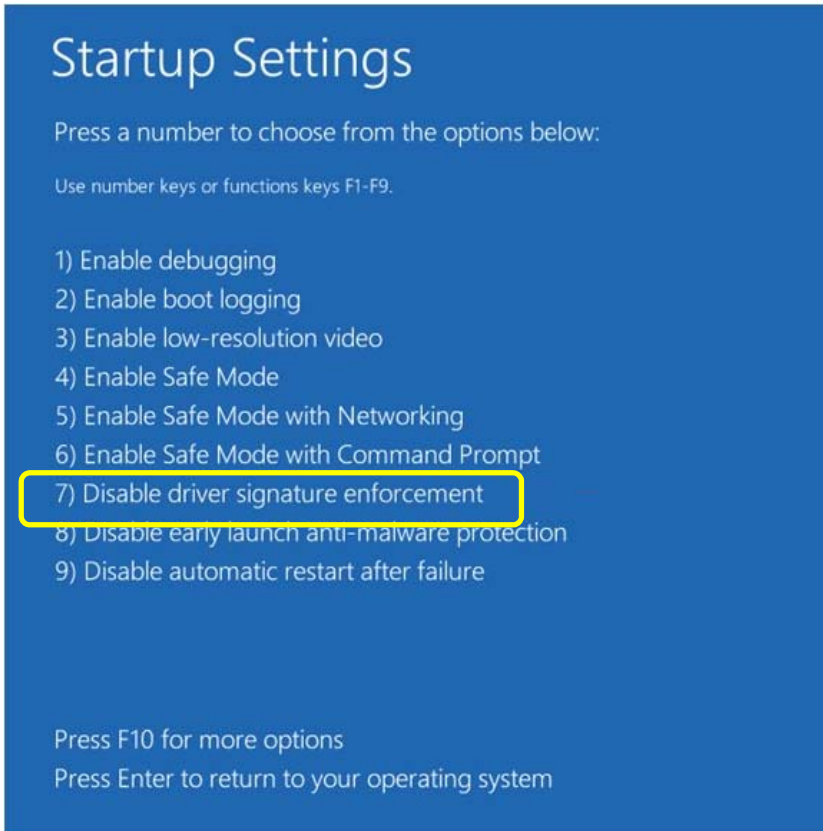 Startup Settings
Press a number to choose from the options below:
Use number keys or functions keys F1-F9.
1) Enable debugging
2) Enable boot logging
3) Enable low-resolution video
4) Enable Safe Mode
5) Enable Safe Mode with Networking
6) Enable Safe Mode with Command Prompt
7) Disable driver signature enforcement
8) Disable early launch anti-malware protection
9) Disable automatic restart after failure
Press F10 for more options
Press Enter to return to your operating system